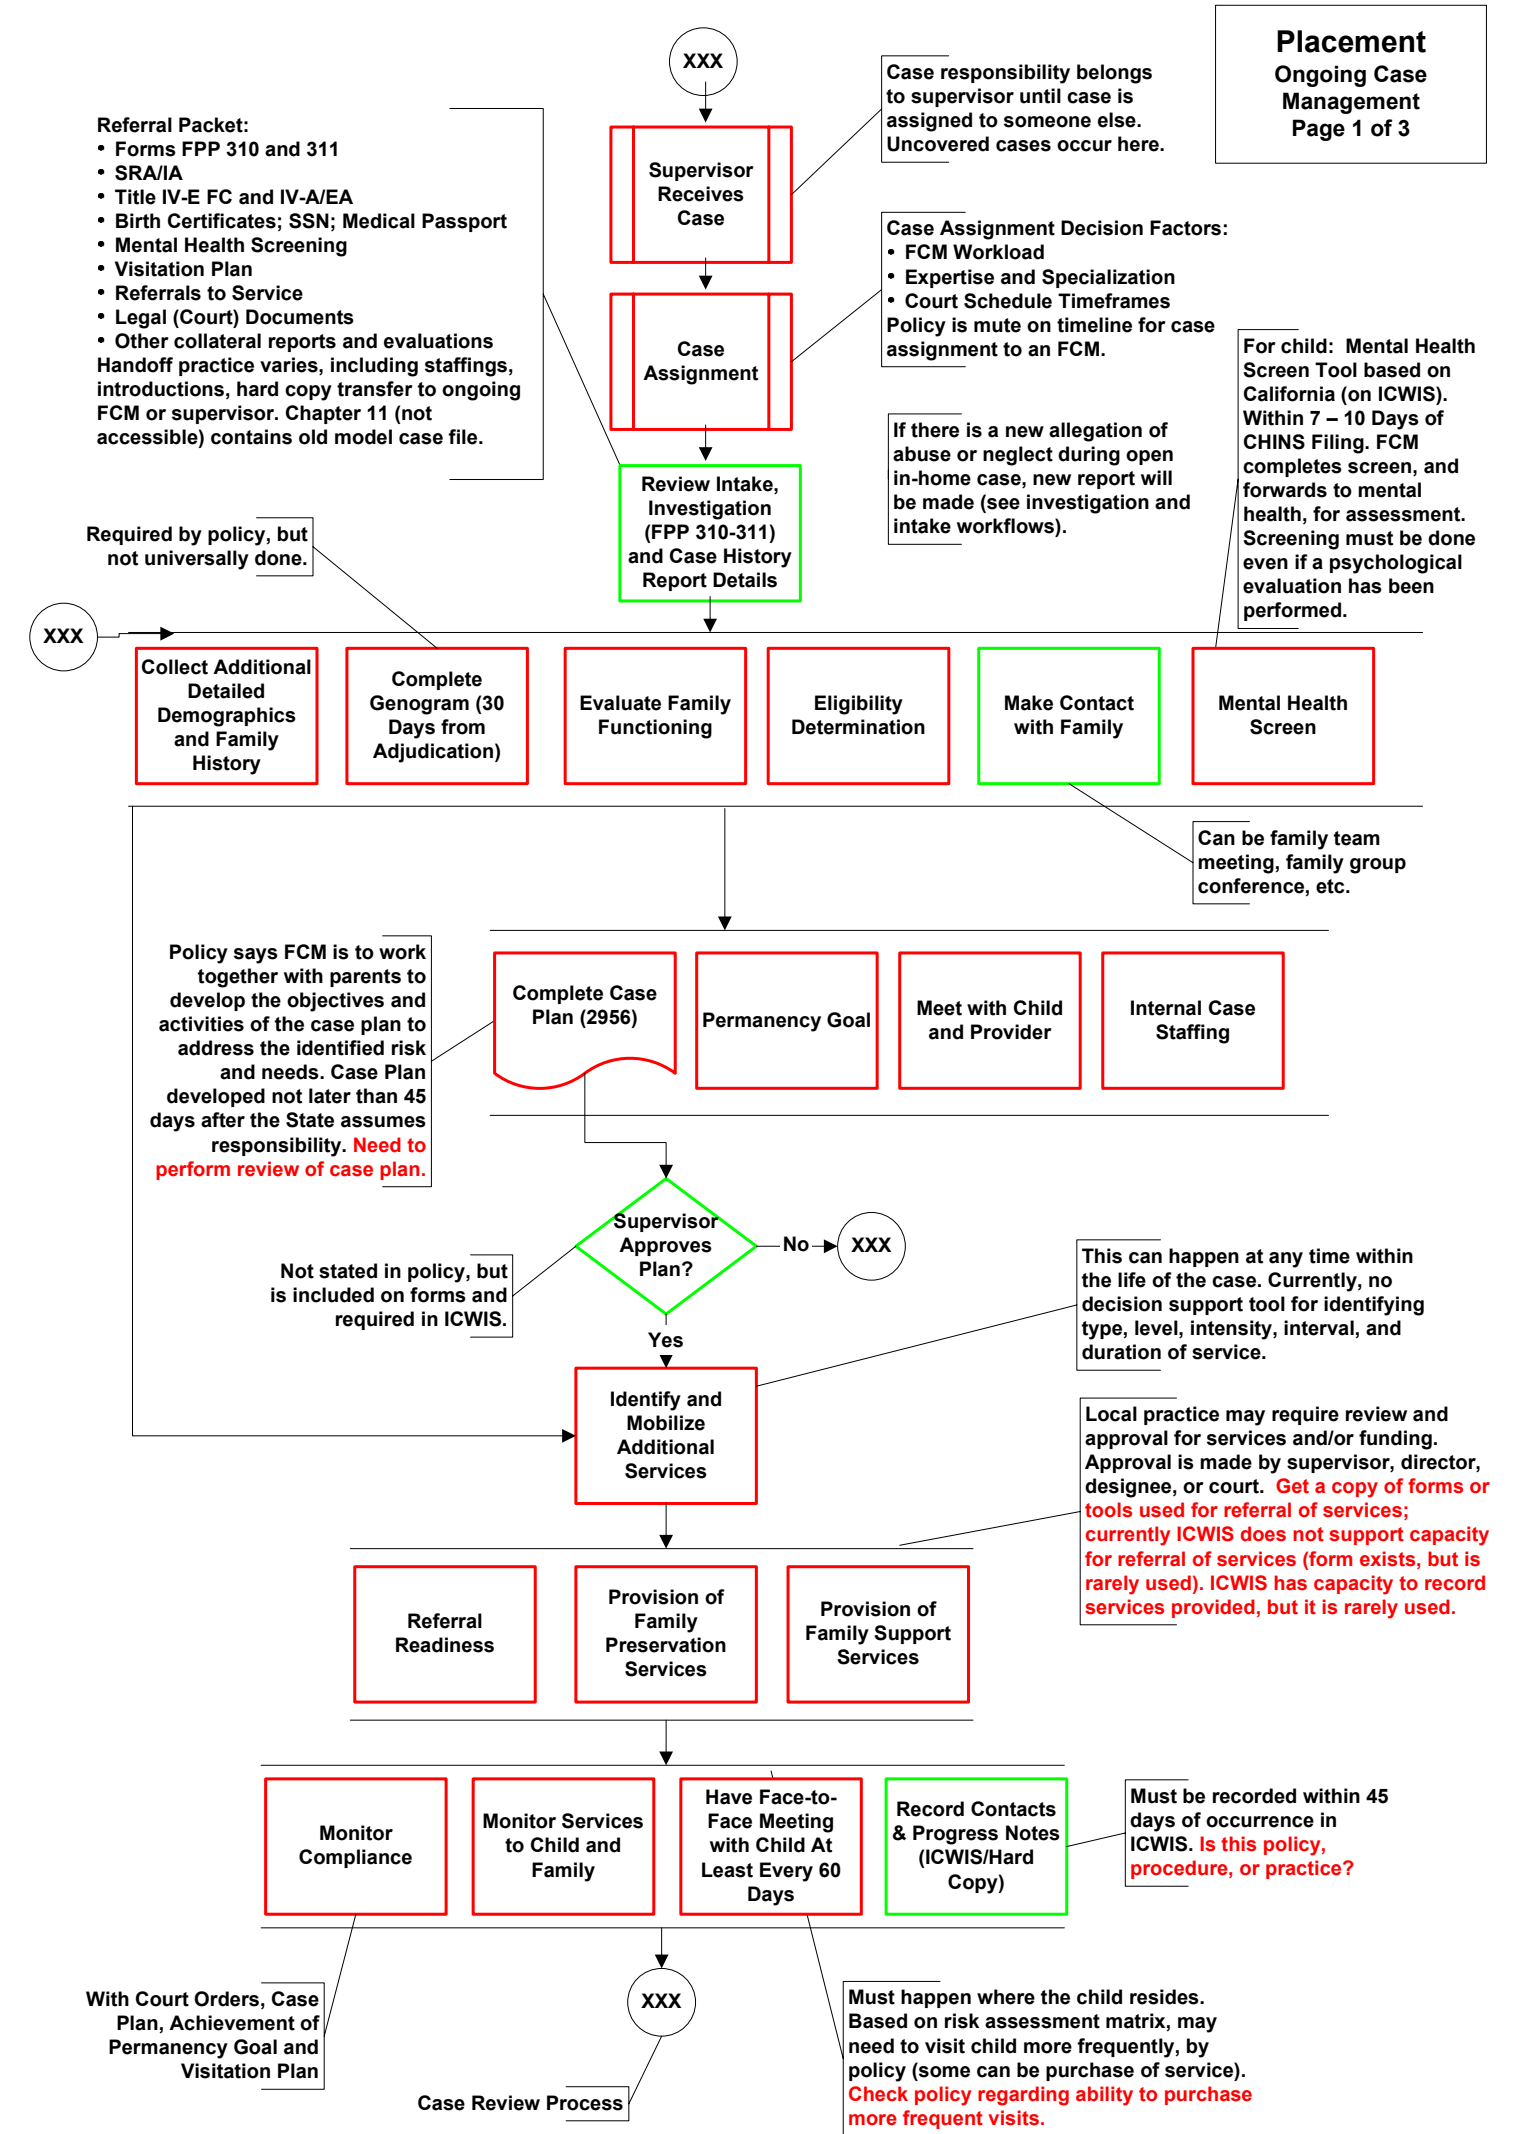 Placement
Ongoing Case
Management
Page 1 of 3
XXX
Case responsibility belongs
to supervisor until case is
assigned to someone else.
Uncovered cases occur here.
Referral Packet:
• Forms FPP 310 and 311
• SRA/IA
• Title IV-E FC and IV-A/EA
• Birth Certificates; SSN; Medical Passport
• Mental Health Screening
• Visitation Plan
• Referrals to Service
• Legal (Court) Documents
• Other collateral reports and evaluations
Handoff practice varies, including staffings,
introductions, hard copy transfer to ongoing
FCM or supervisor. Chapter 11 (not
accessible) contains old model case file.
Supervisor
Receives
Case
Case Assignment Decision Factors:
• FCM Workload
• Expertise and Specialization
• Court Schedule Timeframes
Policy is mute on timeline for case
assignment to an FCM.
Case
Assignment
For child:  Mental Health
Screen Tool based on
California (on ICWIS).
Within 7 – 10 Days of
CHINS Filing. FCM
completes screen, and
forwards to mental
health, for assessment.
Screening must be done
even if a psychological
evaluation has been
performed.
If there is a new allegation of
abuse or neglect during open
in-home case, new report will
be made (see investigation and
intake workflows).
Review Intake,
Investigation
(FPP 310-311)
and Case History
Report Details
Required by policy, but
not universally done.
XXX
Collect Additional
Detailed
Demographics
and Family
History
Complete
Genogram (30
Days from
Adjudication)
Evaluate Family
Functioning
Eligibility
Determination
Make Contact
with Family
Mental Health
Screen
Can be family team
meeting, family group
conference, etc.
Policy says FCM is to work
together with parents to
develop the objectives and
activities of the case plan to
address the identified risk
and needs. Case Plan
developed not later than 45
days after the State assumes
responsibility. Need to
perform review of case plan.
Complete Case
Plan (2956)
Permanency Goal
Meet with Child
and Provider
Internal Case
Staffing
Supervisor
Approves
Plan?
No
XXX
Not stated in policy, but
is included on forms and
required in ICWIS.
Yes
This can happen at any time within
the life of the case. Currently, no
decision support tool for identifying
type, level, intensity, interval, and
duration of service.
Identify and
Mobilize
Additional
Services
Local practice may require review and
approval for services and/or funding.
Approval is made by supervisor, director,
designee, or court.  Get a copy of forms or
tools used for referral of services;
currently ICWIS does not support capacity
for referral of services (form exists, but is
rarely used). ICWIS has capacity to record
services provided, but it is rarely used.
Referral
Readiness
Provision of
Family
Preservation
Services
Provision of
Family Support
Services
Monitor
Compliance
Monitor Services
to Child and
Family
Have Face-to-
Face Meeting
with Child At
Least Every 60
Days
Record Contacts
& Progress Notes
(ICWIS/Hard
Copy)
Must be recorded within 45
days of occurrence in
ICWIS. Is this policy,
procedure, or practice?
With Court Orders, Case
Plan, Achievement of
Permanency Goal and
Visitation Plan
XXX
Case Review Process
Must happen where the child resides.
Based on risk assessment matrix, may
need to visit child more frequently, by
policy (some can be purchase of service).
Check policy regarding ability to purchase
more frequent visits.